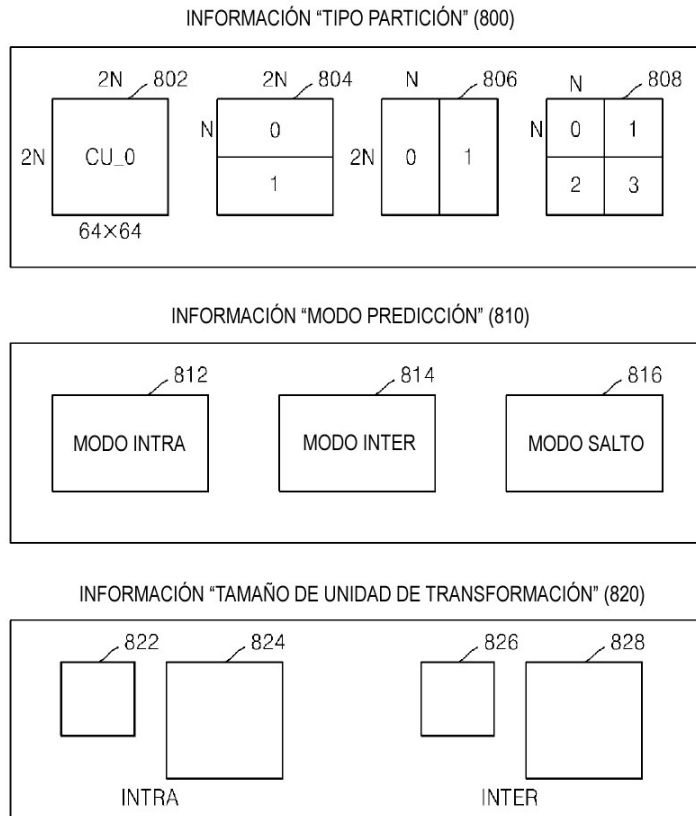 INFORMACIÓN “TIPO PARTICIÓN” (800)
2N 802 2N 804 N 806 N 808
2N CU_0 N 0 1 2N 0 1 N 0 1 2 3
64×64
INFORMACIÓN “MODO PREDICCIÓN” (810)
812 814 816
MODO INTRA MODO INTER MODO SALTO
INFORMACIÓN “TAMAÑO DE UNIDAD DE TRANSFORMACIÓN” (820)
822 824 826 828
INTRA INTER